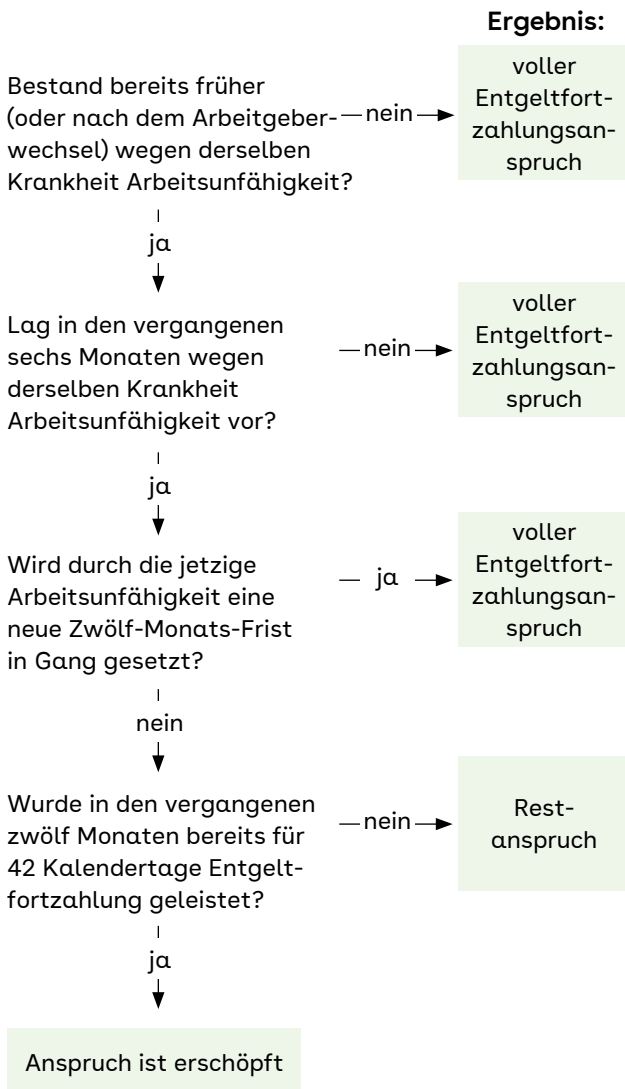 Ergebnis:
Bestand bereits früher
(oder nach dem Arbeitgeber-
wechsel) wegen derselben
Krankheit Arbeitsunfähigkeit?
nein
voller
Entgeltfort-
zahlungsan-
spruch
ja
Lag in den vergangenen
sechs Monaten wegen
derselben Krankheit
Arbeitsunfähigkeit vor?
nein
voller
Entgeltfort-
zahlungsan-
spruch
ja
Wird durch die jetzige
Arbeitsunfähigkeit eine
neue Zwölf-Monats-Frist
in Gang gesetzt?
ja
voller
Entgeltfort-
zahlungsan-
spruch
nein
Wurde in den vergangenen
zwölf Monaten bereits für
42 Kalendertage Entgelt-
fortzahlung geleistet?
nein
Rest-
anspruch
ja
Anspruch ist erschöpft